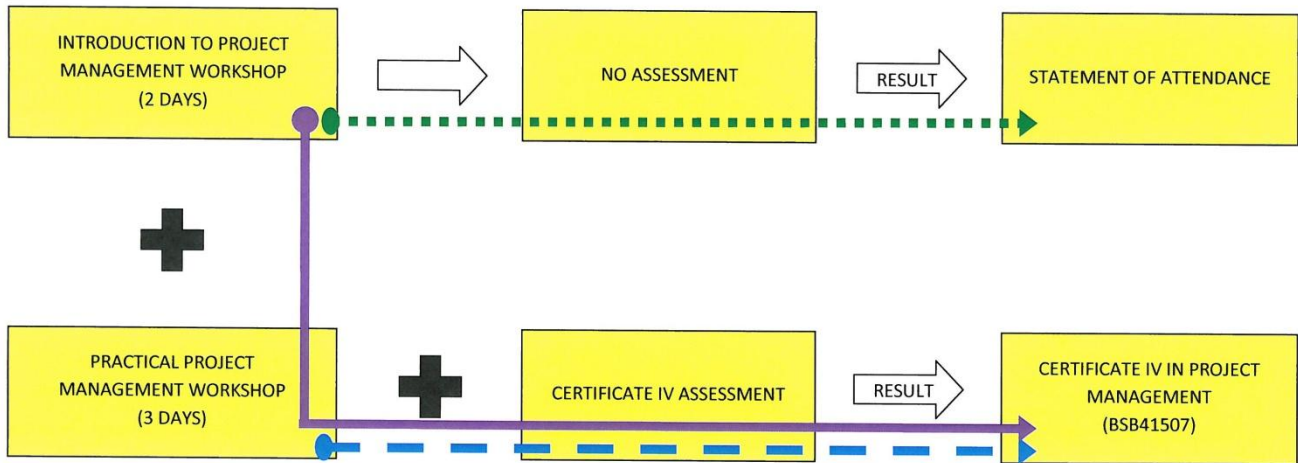 INTRODUCTION TO PROJECT
MANAGEMENT WORKSHOP
(2 DAYS)
NO ASSESSMENT
RESULT
STATEMENT OF ATTENDANCE
PRACTICAL PROJECT
MANAGEMENT WORKSHOP
(3 DAYS)
CERTIFICATE IV ASSESSMENT
RESULT
CERTIFICATE IV IN PROJECT
MANAGEMENT
(BSB41507)